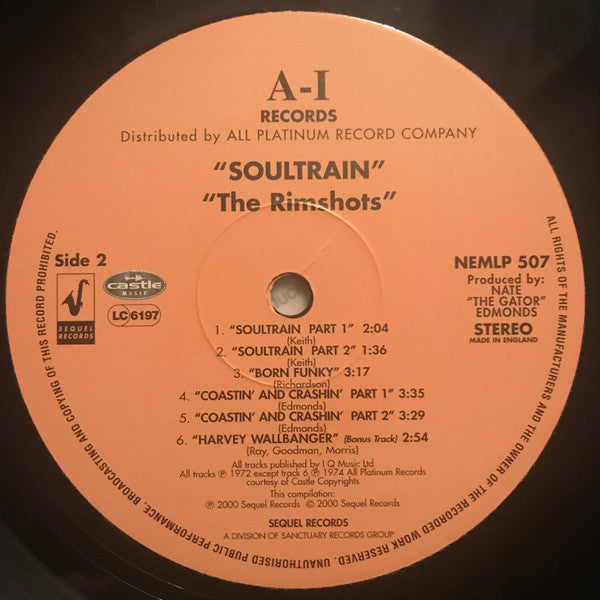 A-I
RECORDS
Distributed by ALL PLATINUM RECORD COMPANY
"SOULTRAIN"
"The Rimshots"
Side 2
SEQUEL
RECORDS
castle
MUSIC
LC 6197
NEMLP 507
Produced by:
NATE
"THE GATOR"
EDMONDS
STEREO
MADE IN ENGLAND
1. "SOULTRAIN PART 1" 2:04
(Keith)
2. "SOULTRAIN PART 2" 1:36
(Keith)
3. "BORN FUNKY" 3:17
(Richardson)
4. "COASTIN' AND CRASHIN' PART 1" 3:35
(Edmonds)
5. "COASTIN' AND CRASHIN' PART 2" 3:29
(Edmonds)
6. "HARVEY WALLBANGER" (Bonus Track) 2:54
(Ray, Goodman, Morris)
All tracks published by I Q Music Ltd
All tracks ℗ 1972 except track 6 ℗ 1974 All Platinum Records
courtesy of Castle Copyrights
This compilation:
℗ 2000 Sequel Records © 2000 Sequel Records
SEQUEL RECORDS
A DIVISION OF SANCTUARY RECORDS GROUP
ALL RIGHTS OF THE MANUFACTURERS AND THE OWNER OF THE RECORDED WORK RESERVED. UNAUTHORISED PUBLIC PERFORMANCE, BROADCASTING AND COPYING OF THIS RECORD PROHIBITED.